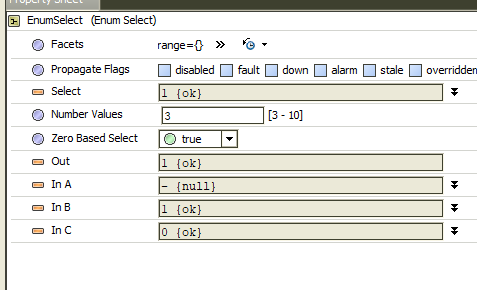 Property Sheet
EnumSelect (Enum Select)
Facets range={} »
Propagate Flags disabled fault down alarm stale overridden
Select 1 {ok}
Number Values 3 [3 - 10]
Zero Based Select true
Out 1 {ok}
In A - {null}
In B 1 {ok}
In C 0 {ok}